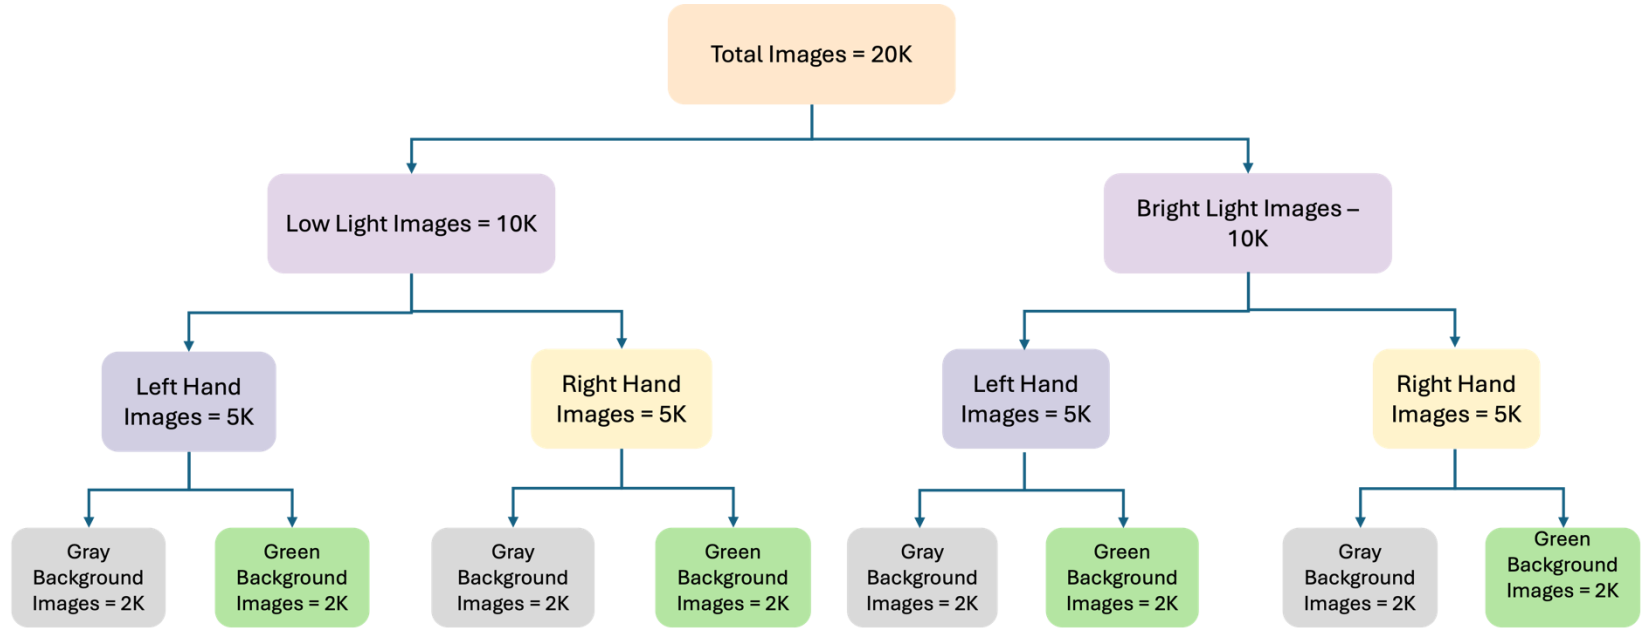 Total Images = 20K
Low Light Images = 10K
Bright Light Images –
10K
Left Hand
Images = 5K
Right Hand
Images = 5K
Left Hand
Images = 5K
Right Hand
Images = 5K
Gray
Background
Images = 2K
Green
Background
Images = 2K
Gray
Background
Images = 2K
Green
Background
Images = 2K
Gray
Background
Images = 2K
Green
Background
Images = 2K
Gray
Background
Images = 2K
Green
Background
Images = 2K